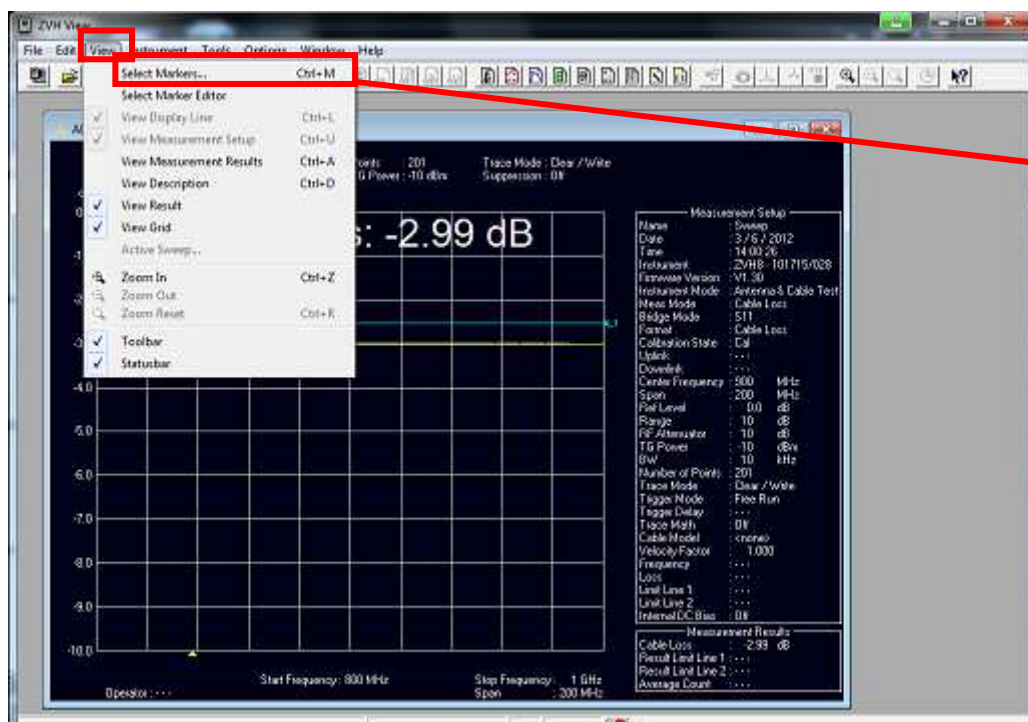 ZVH View
File Edit View Instrument Tools Options Window Help
Select Markers... Ctrl+M
Select Marker Editor
View Display Line Ctrl+L
View Measurement Setup Ctrl+U
View Measurement Results Ctrl+A
View Description Ctrl+D
View Result
View Grid
Active Sweep...
Zoom In Ctrl+Z
Zoom Out
Zoom Reset Ctrl+R
Toolbar
Statusbar
: 201 Trace Mode : Clear / Write
Power : -10 dBm Suppression : Off
s: -2.99 dB
-4.0
-5.0
-6.0
-7.0
-8.0
-9.0
-10.0
Start Frequency : 800 MHz Stop Frequency : 1 GHz
Operator : --- Span : 200 MHz
Measurement Setup
Name : Sweep
Date : 3 / 6 / 2012
Time : 14:00:26
Instrument : ZVH8 - 101715/028
Firmware Version : V1.30
Instrument Mode : Antenna & Cable Test
Meas Mode : Cable Loss
Bridge Mode : S11
Format : Cable Loss
Calibration State : Cal
Uplink : ---
Downlink : ---
Center Frequency : 900 MHz
Span : 200 MHz
Ref Level : 0.0 dB
Range : 10 dB
RF Attenuator : 10 dB
TG Power : -10 dBm
BW : 10 kHz
Number of Points : 201
Trace Mode : Clear / Write
Trigger Mode : Free Run
Trigger Delay : ---
Trace Math : Off
Cable Model : <none>
Velocity Factor : 1.000
Frequency : ---
Loss : ---
Limit Line 1 : ---
Limit Line 2 : ---
Internal DC Bias : Off
Measurement Results
Cable Loss : -2.99 dB
Result Limit Line 1 : ---
Result Limit Line 2 : ---
Average Count : ---